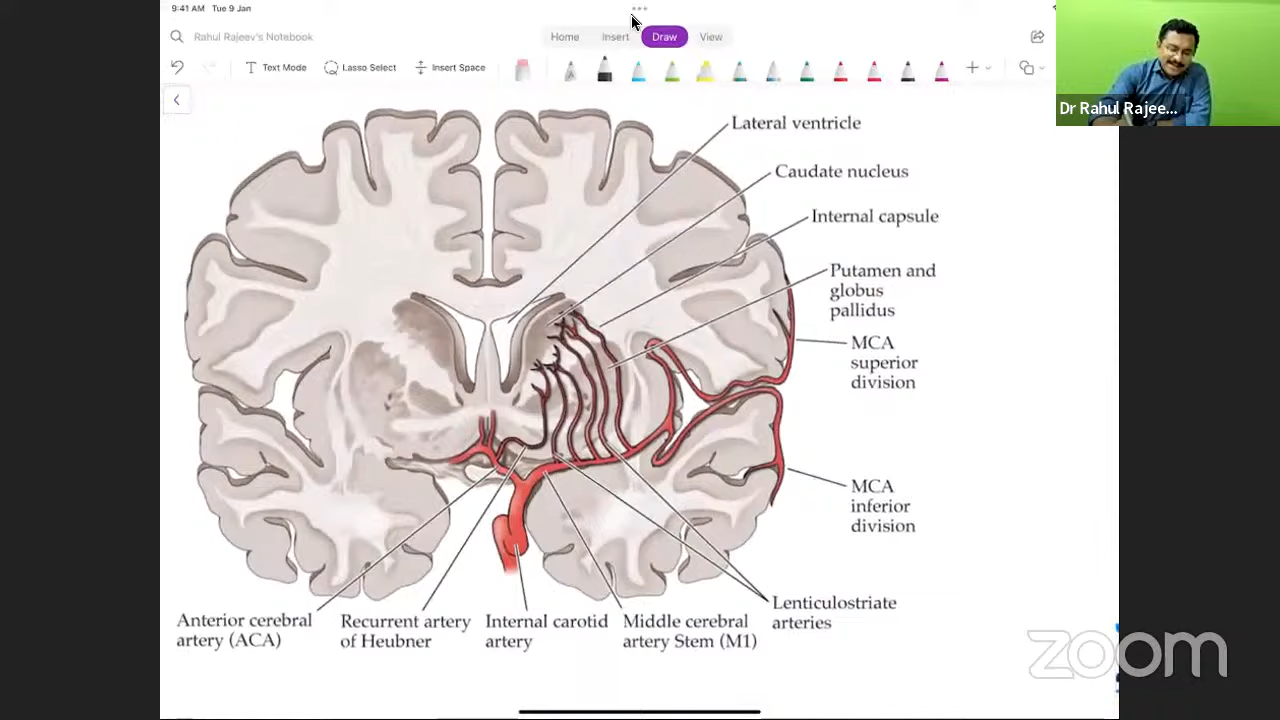 9:41 AM Tue 9 Jan
Rahul Rajeev's Notebook
Home Insert Draw View
Text Mode Lasso Select Insert Space
Dr Rahul Rajee...
Lateral ventricle
Caudate nucleus
Internal capsule
Putamen and
globus
pallidus
MCA
superior
division
MCA
inferior
division
Lenticulostriate
arteries
Anterior cerebral
artery (ACA)
Recurrent artery
of Heubner
Internal carotid
artery
Middle cerebral
artery Stem (M1)
zoom